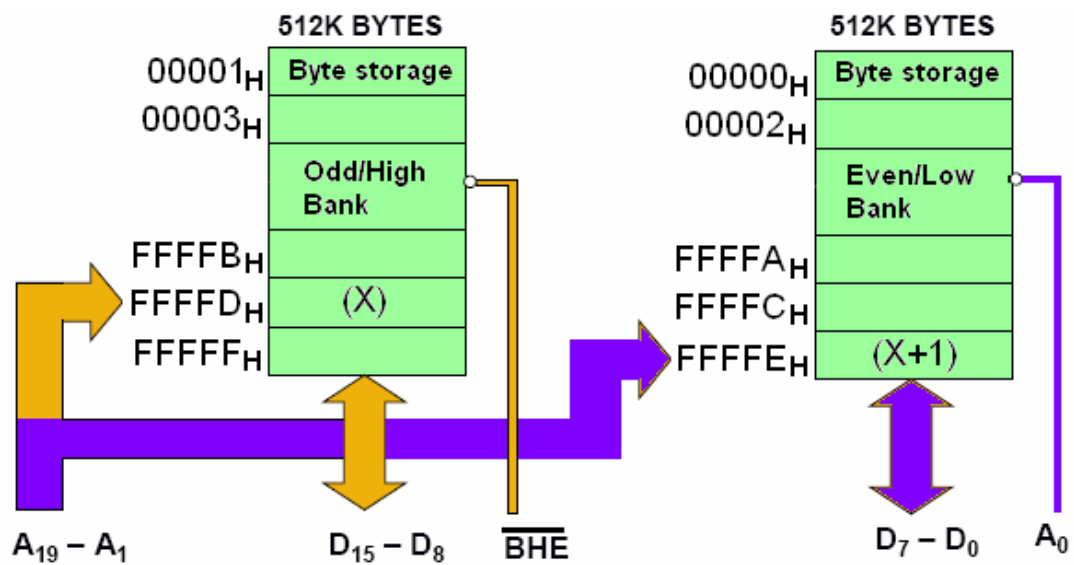 512K BYTES
00001H
Byte storage
00003H
Odd/High
Bank
FFFFBH
FFFFDH
(X)
FFFFFH
A19 – A1
D15 – D8
BHE
512K BYTES
00000H
Byte storage
00002H
Even/Low
Bank
FFFFAH
FFFFCH
FFFFEH
(X+1)
D7 – D0
A0